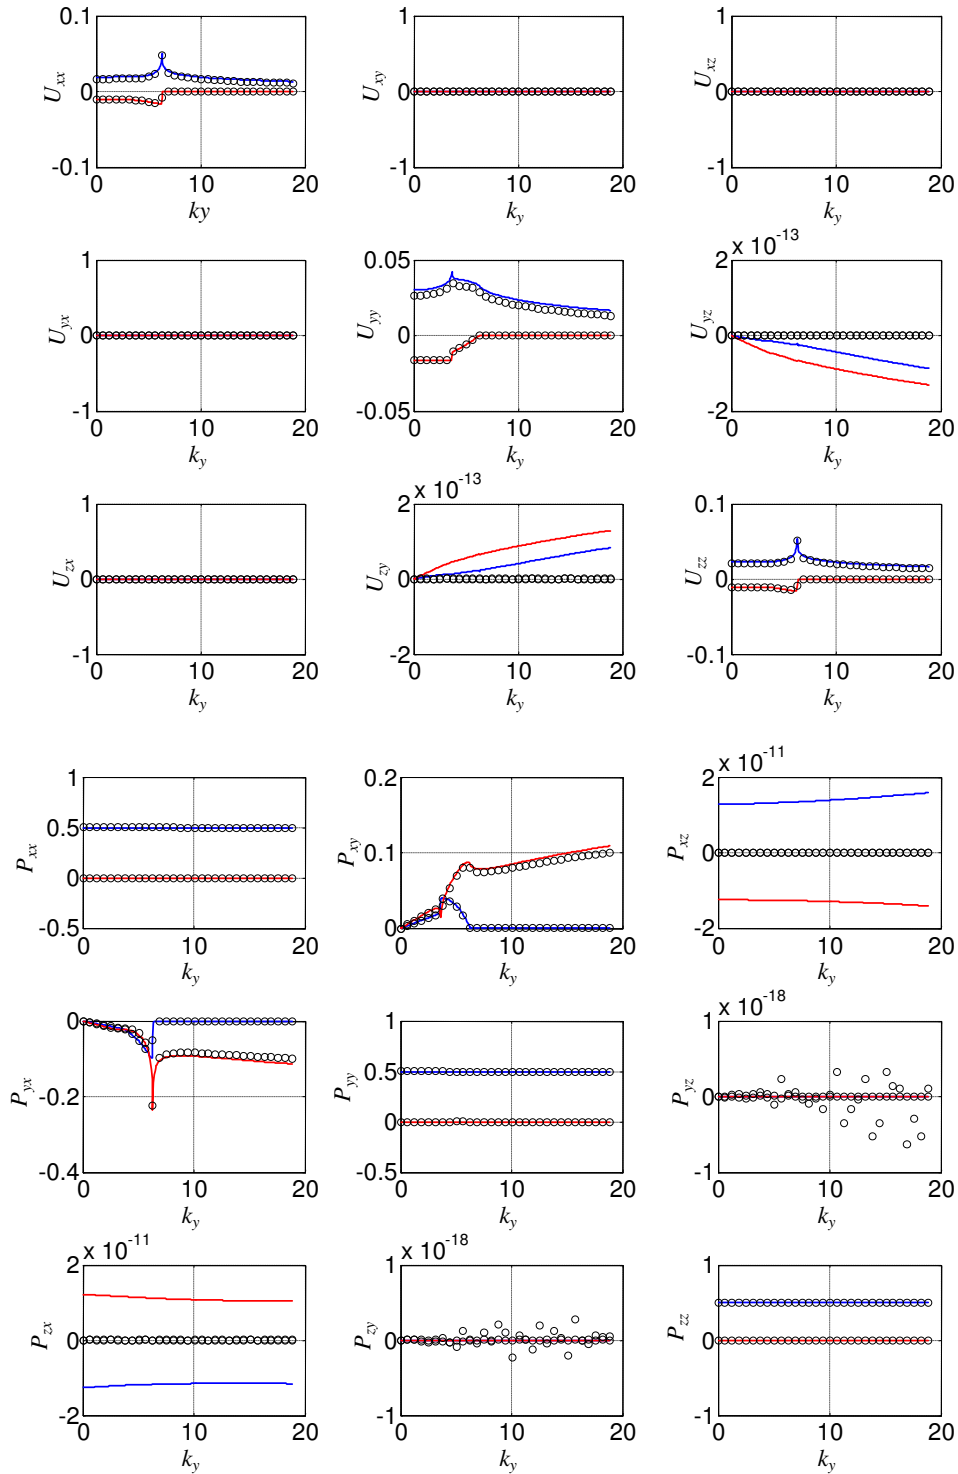 0.1 1 1
U_xx 0 U_xy 0 U_xz 0
-0.1 -1 -1
0 10 20 0 10 20 0 10 20
ky k_y k_y
x 10^-13
1 0.05 2
U_yx 0 U_yy 0 U_yz 0
-1 -0.05 -2
0 10 20 0 10 20 0 10 20
k_y k_y k_y
x 10^-13
1 2 0.1
U_zx 0 U_zy 0 U_zz 0
-1 -2 -0.1
0 10 20 0 10 20 0 10 20
k_y k_y k_y
x 10^-11
1 0.2 2
0.5
P_xx 0 P_xy 0.1 P_xz 0
-0.5 0 -2
0 10 20 0 10 20 0 10 20
k_y k_y k_y
x 10^-18
0 1 1
0.5
P_yx -0.2 P_yy 0 P_yz 0
-0.4 -0.5 -1
0 10 20 0 10 20 0 10 20
k_y k_y k_y
x 10^-11 x 10^-18
2 1 1
0.5
P_zx 0 P_zy 0 P_zz 0
-0.5
-2 -1 -1
0 10 20 0 10 20 0 10 20
k_y k_y k_y